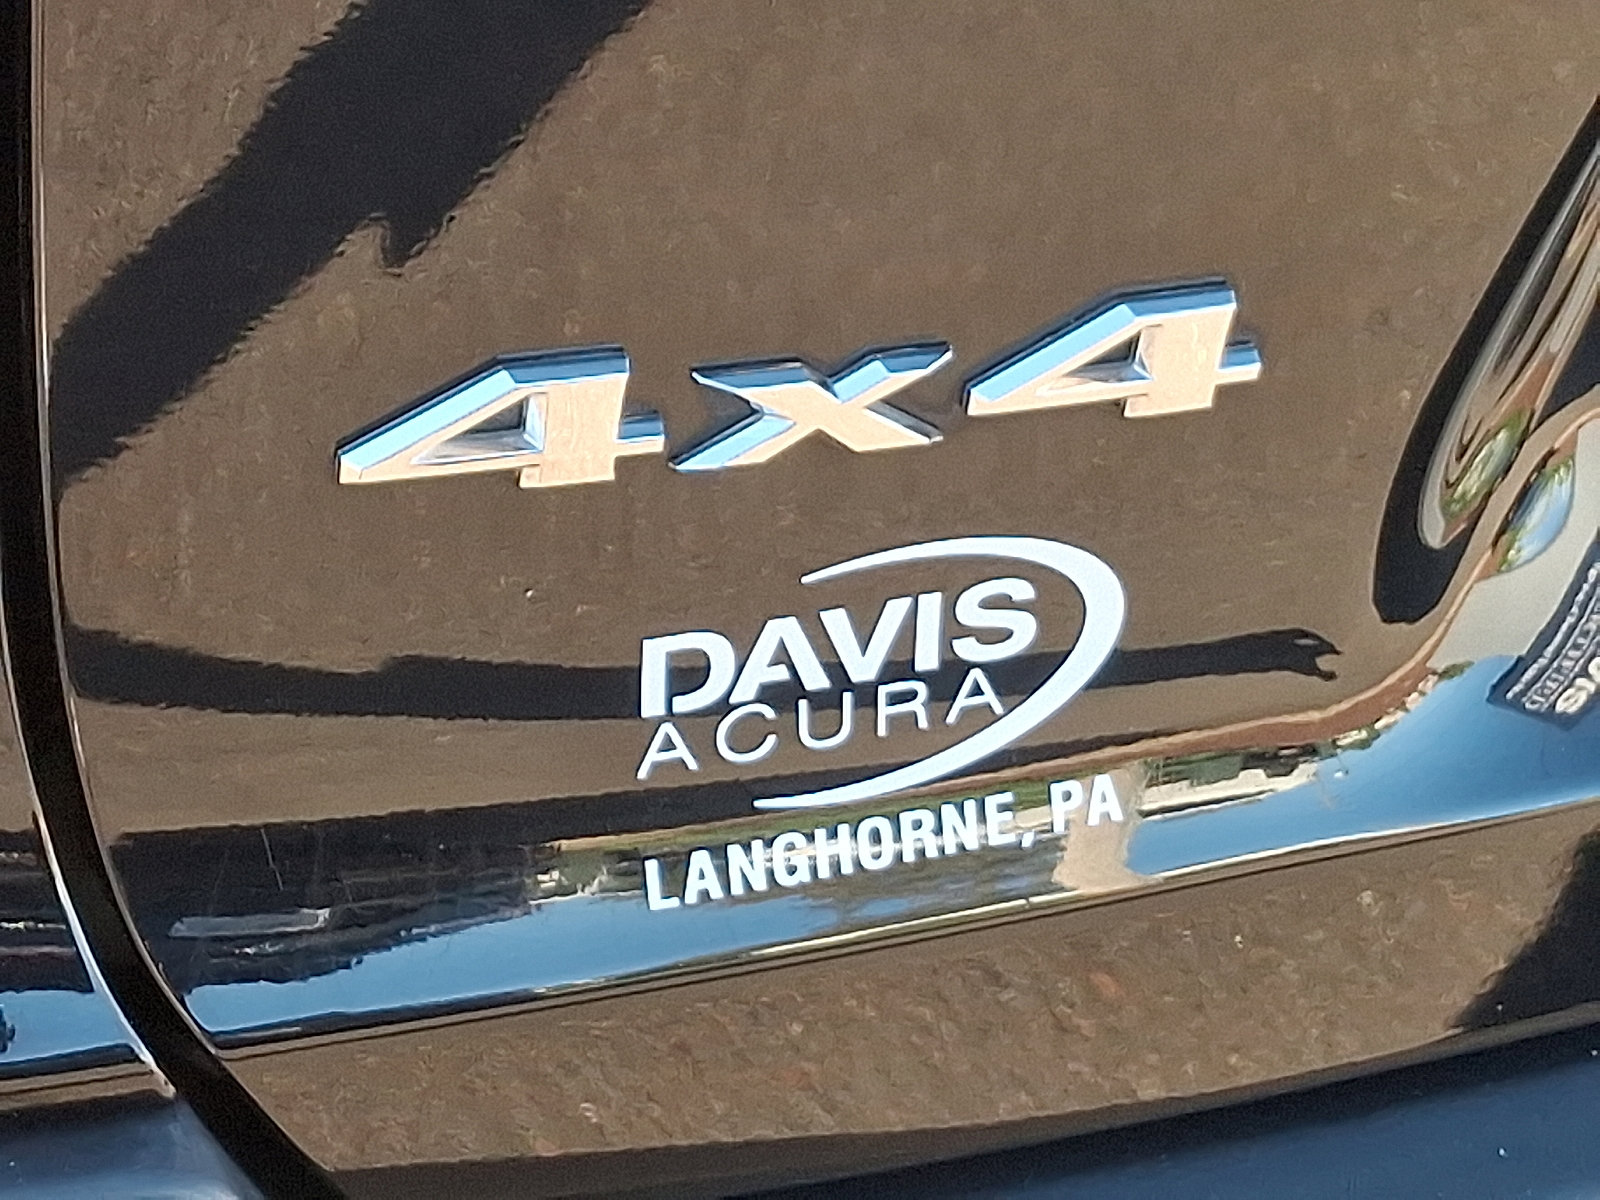 4x4
DAVIS
ACURA
LANGHORNE, PA